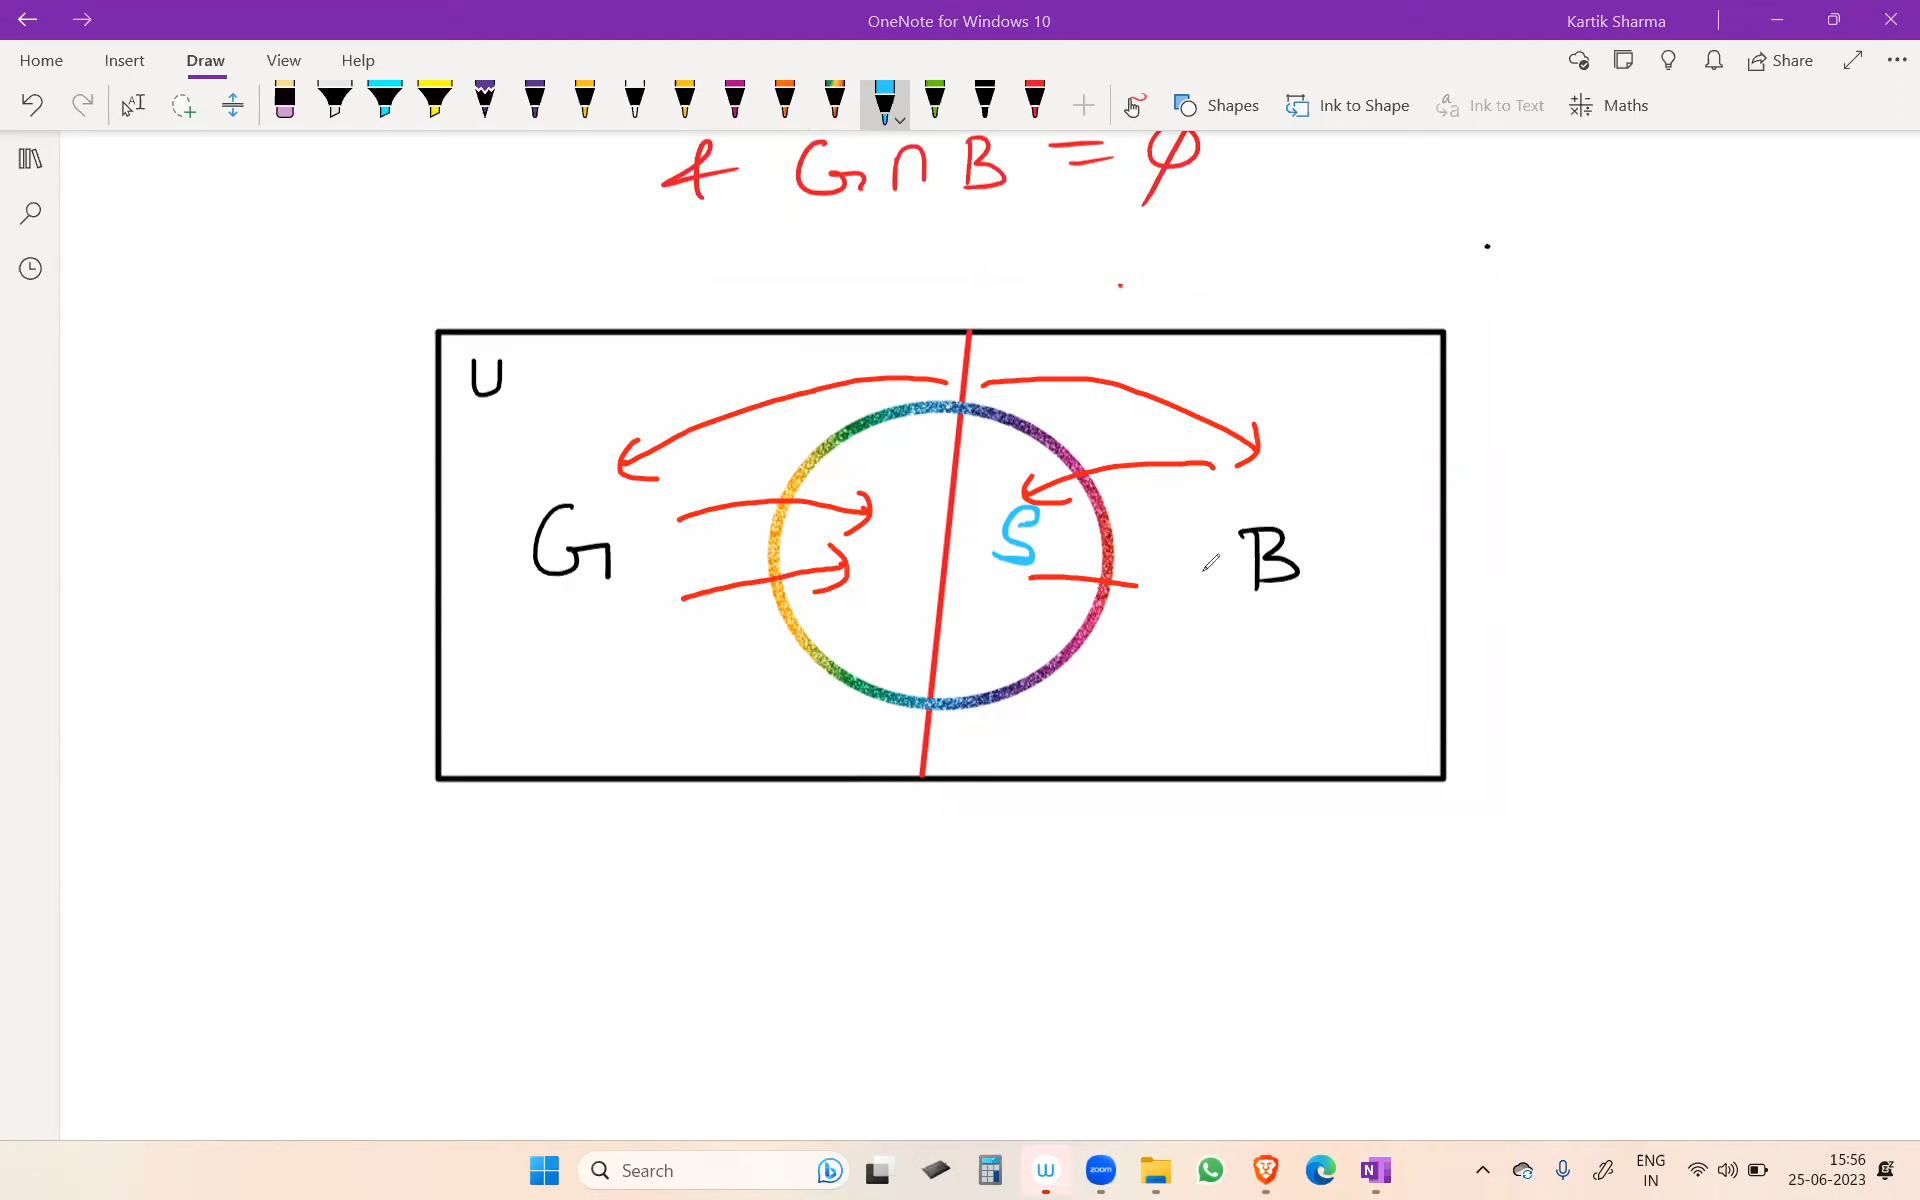 OneNote for Windows 10
Kartik Sharma
Home Insert Draw View Help
Share
Shapes Ink to Shape Ink to Text Maths
& G∩B = φ
U
G S B
Search
zoom
ENG
IN
15:56
25-06-2023